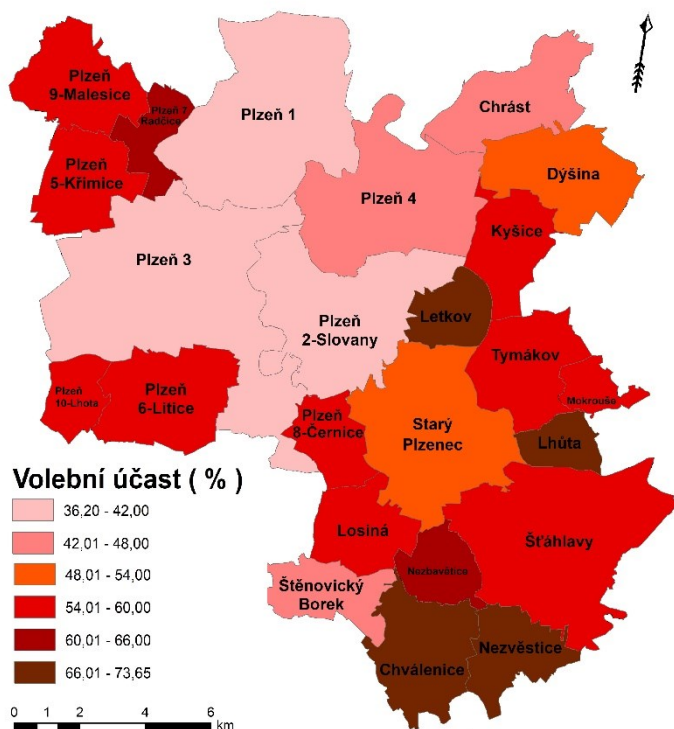 Plzeň
9-Malesice
Plzeň 7
Radčice
Plzeň 1
Chrást
Plzeň
5-Křimice
Dýšina
Plzeň 4
Kyšice
Plzeň 3
Letkov
Plzeň
2-Slovany
Tymákov
Mokrouše
Plzeň
10-Lhota
Plzeň
6-Litice
Plzeň
8-Černice
Starý
Plzenec
Lhůta
Volební účast ( % )
36,20 - 42,00
42,01 - 48,00
48,01 - 54,00
54,01 - 60,00
60,01 - 66,00
66,01 - 73,65
Losiná
Šťáhlavy
Nezbavětice
Štěnovický
Borek
Nezvěstice
Chválenice
0 1 2 4 6
km